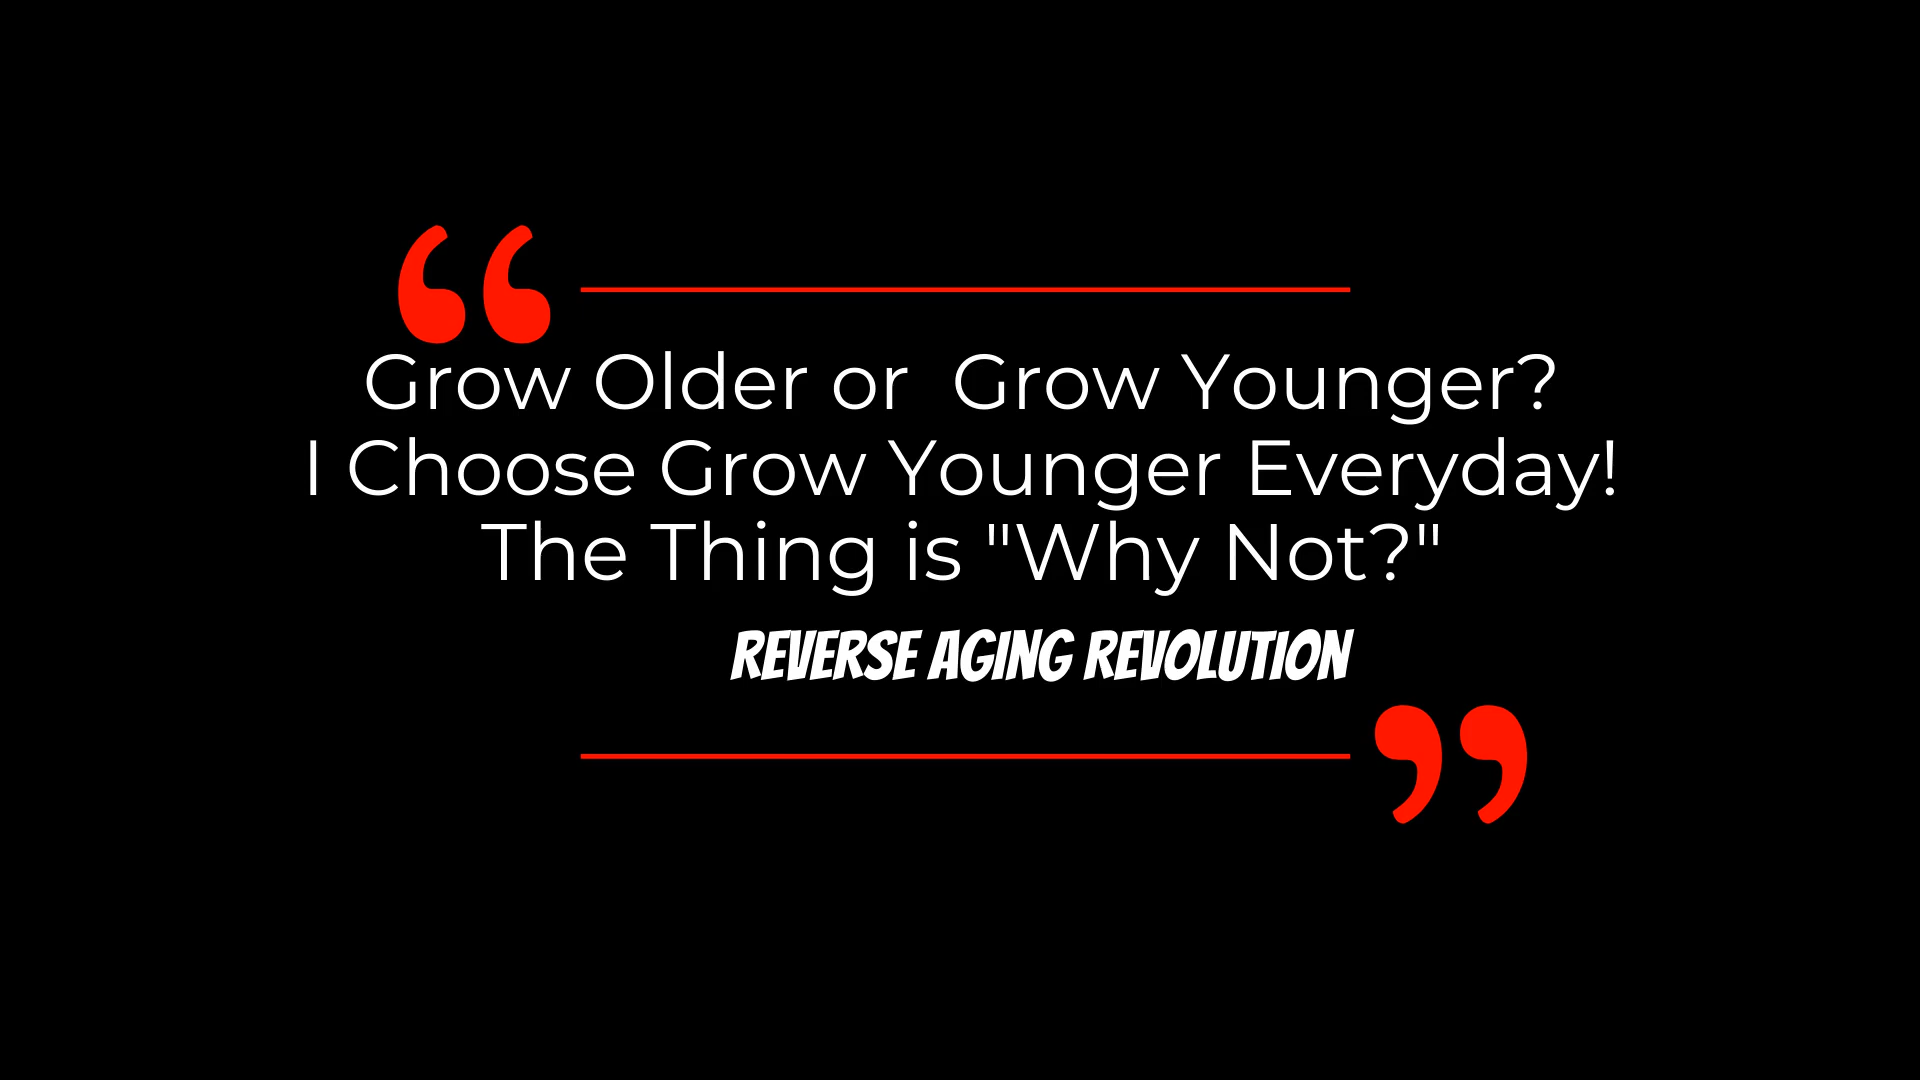 “
Grow Older or  Grow Younger?
I Choose Grow Younger Everyday!
The Thing is "Why Not?"
REVERSE AGING REVOLUTION
”